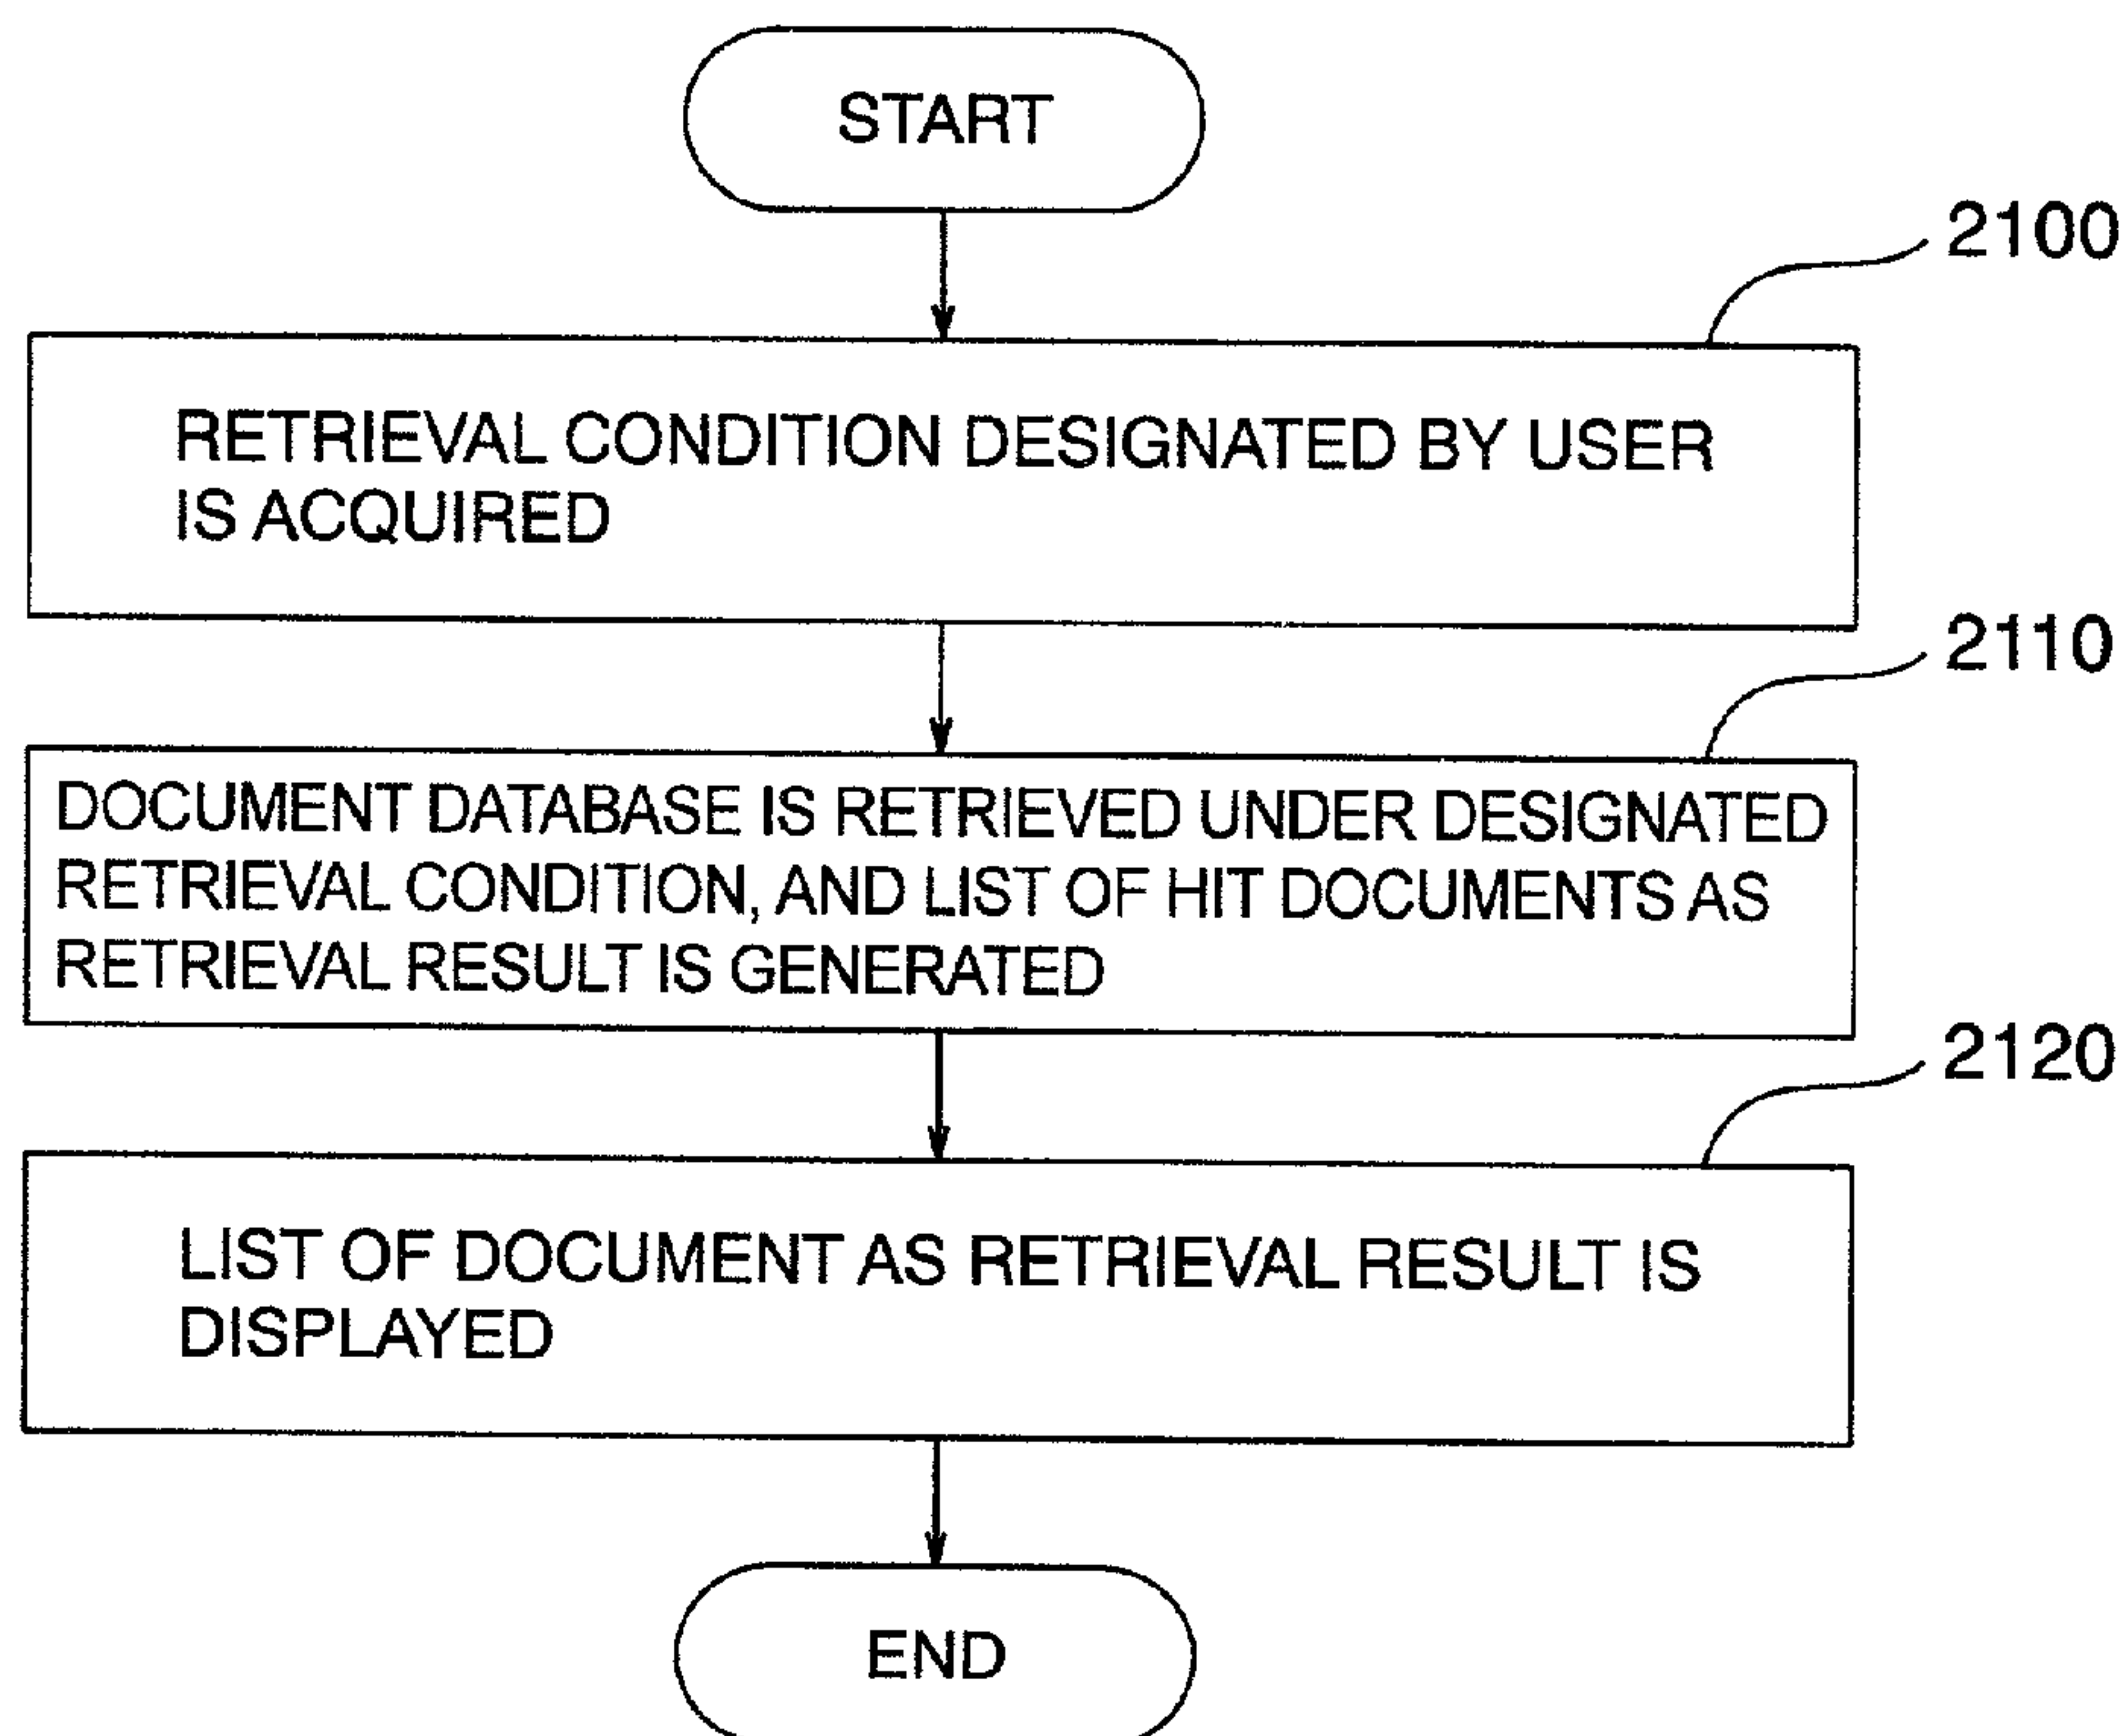 START
2100
RETRIEVAL CONDITION DESIGNATED BY USER
IS ACQUIRED
2110
DOCUMENT DATABASE IS RETRIEVED UNDER DESIGNATED
RETRIEVAL CONDITION, AND LIST OF HIT DOCUMENTS AS
RETRIEVAL RESULT IS GENERATED
2120
LIST OF DOCUMENT AS RETRIEVAL RESULT IS
DISPLAYED
END